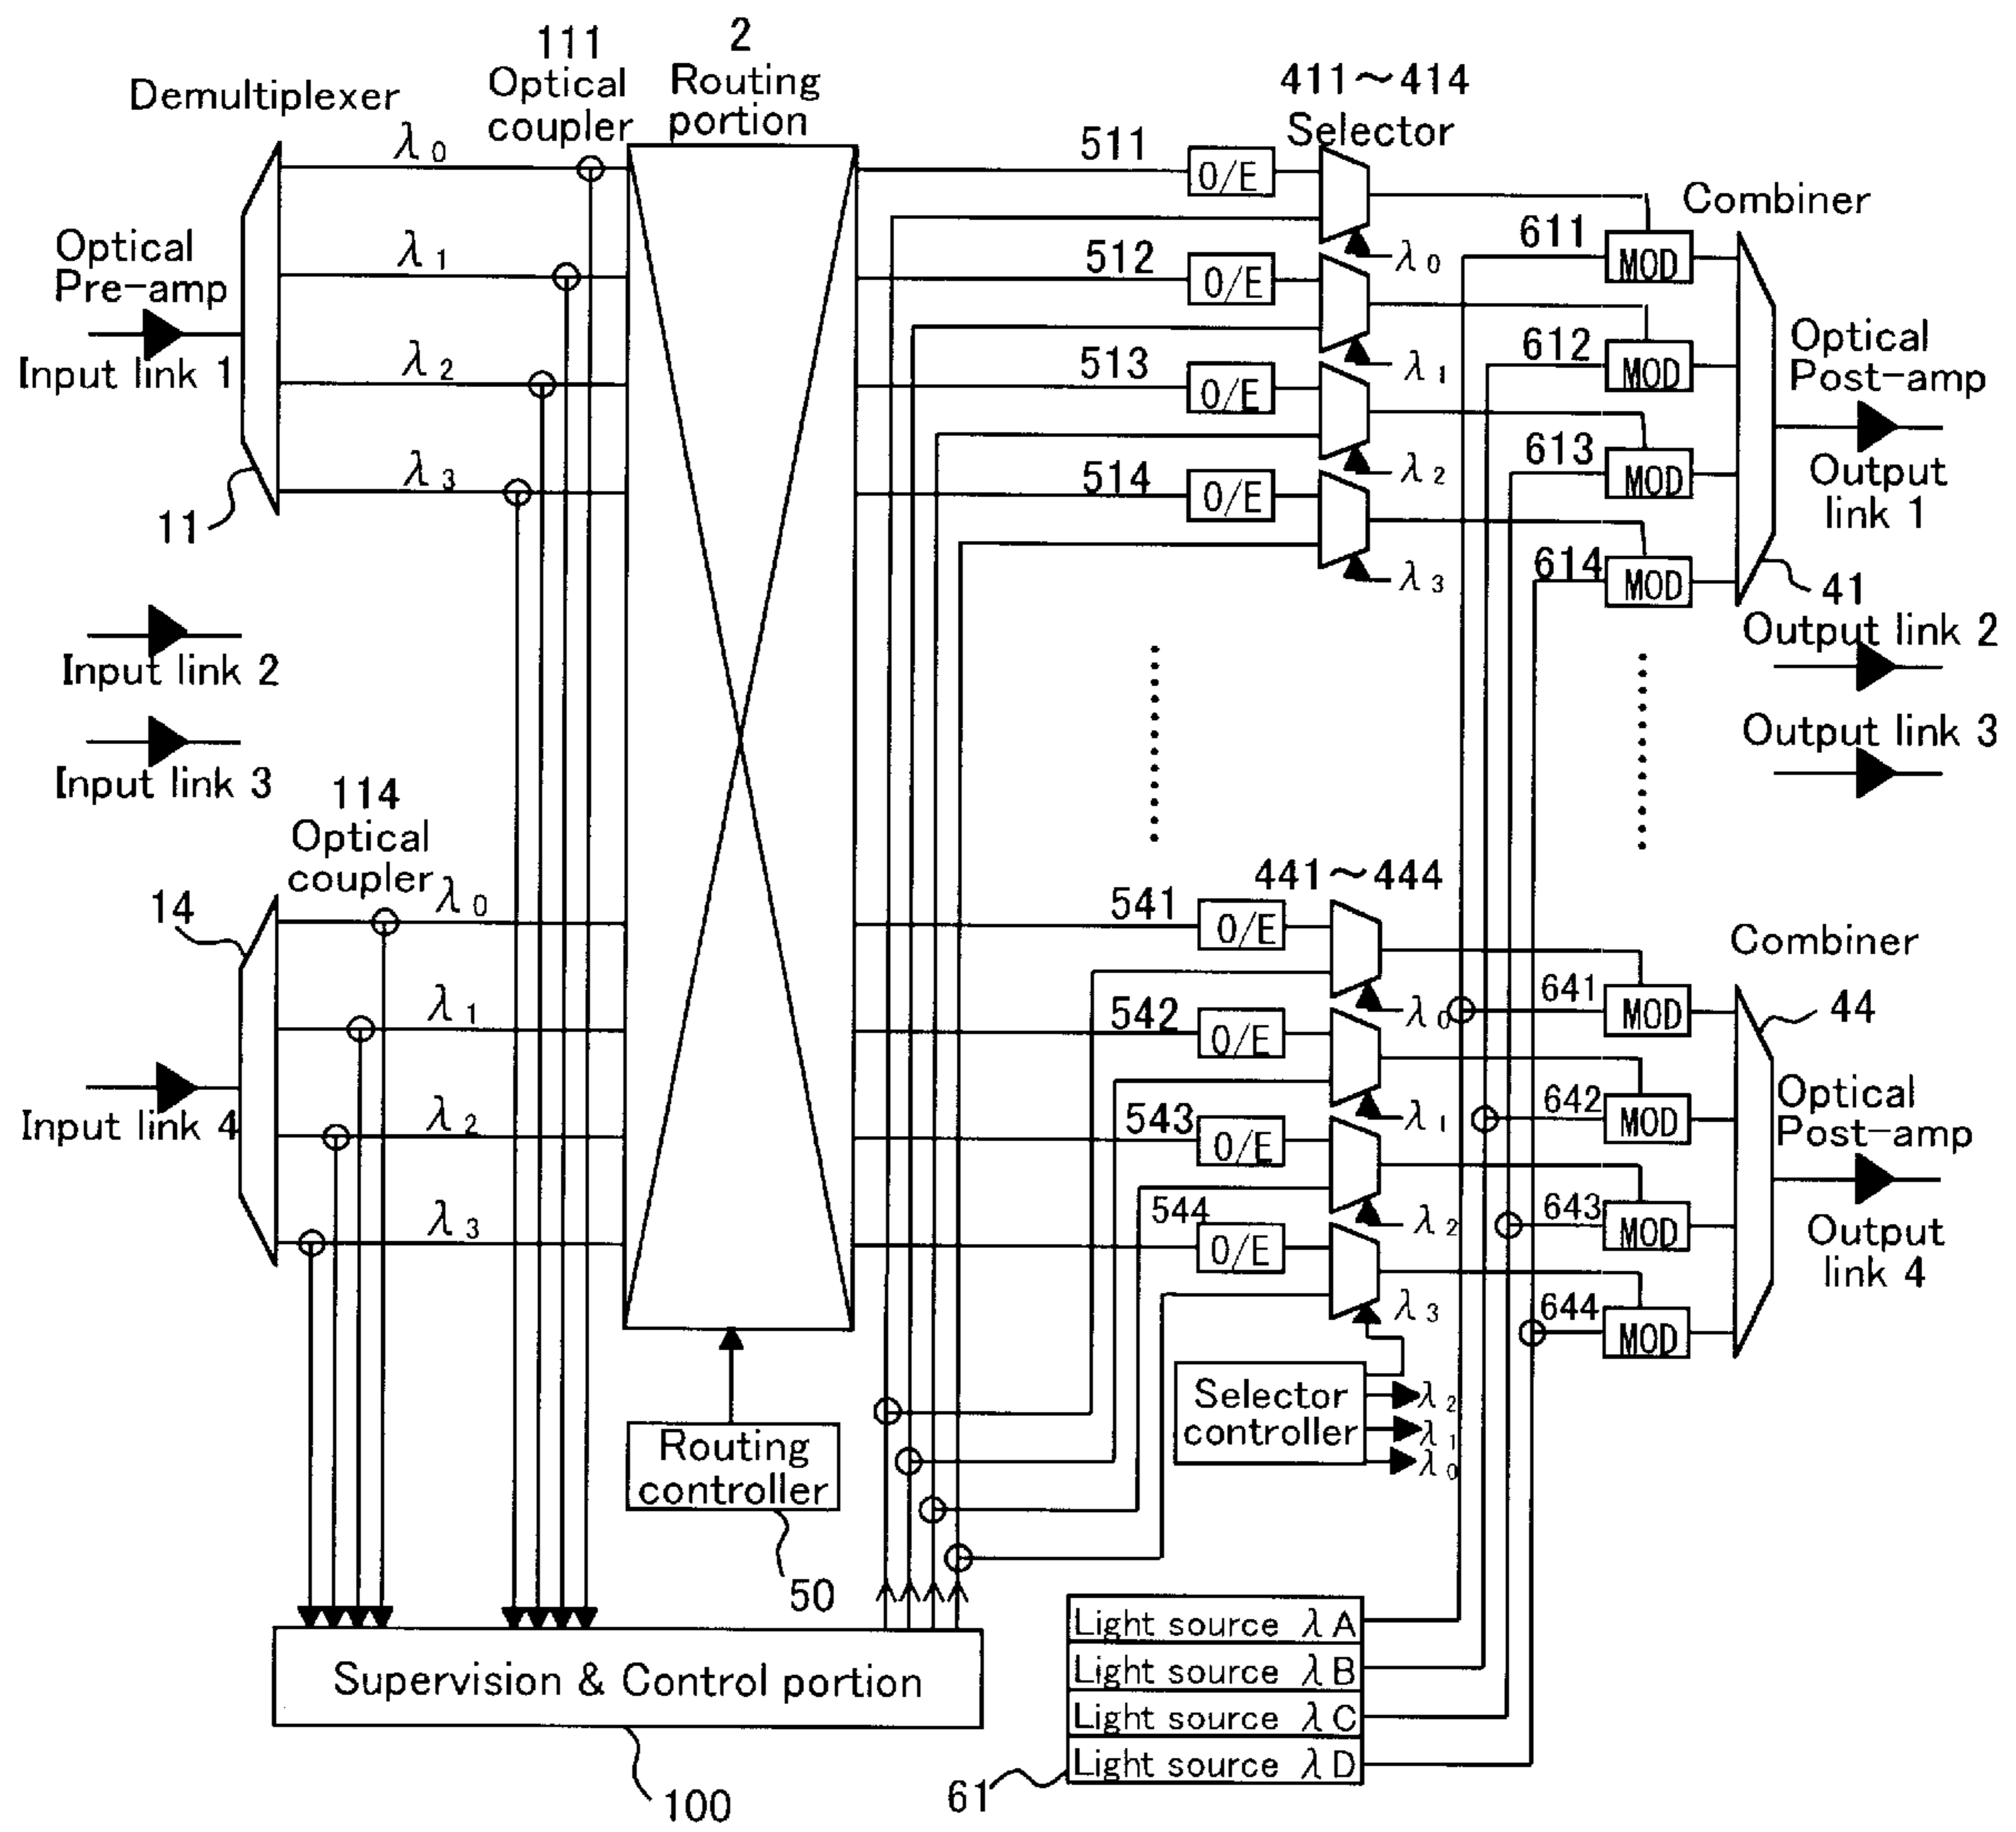 111
2
Demultiplexer
Optical
coupler
Routing
portion
411～414
Selector
Combiner
λ0
λ1
λ2
λ3
Optical
Pre-amp
Input link 1
11
511
O/E
512
O/E
513
O/E
514
O/E
λ0
λ1
λ2
λ3
611
MOD
612
MOD
613
MOD
614
MOD
Optical
Post-amp
Output
link 1
41
Input link 2
Input link 3
Output link 2
Output link 3
114
Optical
coupler
14
λ0
λ1
λ2
λ3
Input link 4
441～444
541
O/E
542
O/E
543
O/E
544
O/E
λ0
λ1
λ2
λ3
Combiner
44
641
MOD
642
MOD
643
MOD
644
MOD
Optical
Post-amp
Output
link 4
Selector
controller
λ2
λ1
λ0
Routing
controller
50
Supervision & Control portion
100
Light source λA
Light source λB
Light source λC
Light source λD
61